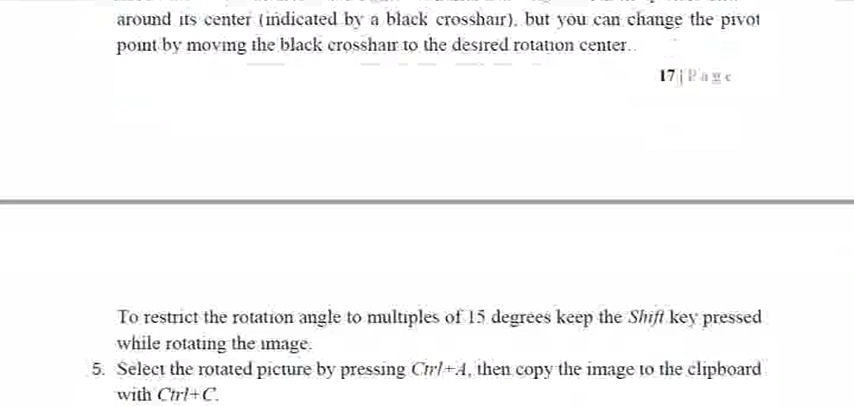 around its center (indicated by a black crosshair), but you can change the pivot
point by moving the black crosshair to the desired rotation center..
17 | Page
To restrict the rotation angle to multiples of 15 degrees keep the Shift key pressed
while rotating the image.
5. Select the rotated picture by pressing Ctrl+A, then copy the image to the clipboard
with Ctrl+C.